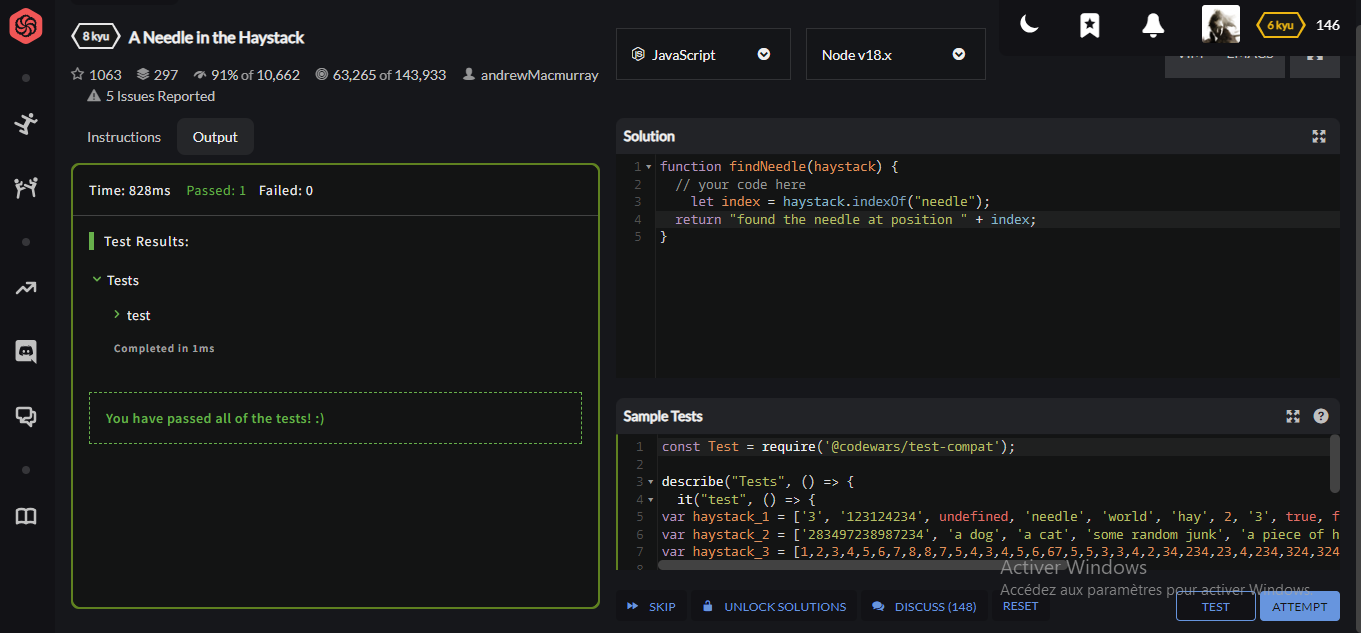 8 kyu A Needle in the Haystack
1063 297 91% of 10,662 63,265 of 143,933 andrewMacmurray
5 Issues Reported
Instructions Output
Time: 828ms Passed: 1 Failed: 0
Test Results:
Tests
test
Completed in 1ms
You have passed all of the tests! :)
JavaScript Node v18.x
6 kyu 146
VIM EMACS
Solution
1 function findNeedle(haystack) {
2 // your code here
3 let index = haystack.indexOf("needle");
4 return "found the needle at position " + index;
5 }
Sample Tests
1 const Test = require('@codewars/test-compat');
2
3 describe("Tests", () => {
4 it("test", () => {
5 var haystack_1 = ['3', '123124234', undefined, 'needle', 'world', 'hay', 2, '3', true, f
6 var haystack_2 = ['283497238987234', 'a dog', 'a cat', 'some random junk', 'a piece of h
7 var haystack_3 = [1,2,3,4,5,6,7,8,8,7,5,4,3,4,5,6,67,5,5,3,3,4,2,34,234,23,4,234,324,324
8
Activer Windows
Accédez aux paramètres pour activer Windows.
SKIP UNLOCK SOLUTIONS DISCUSS (148) RESET TEST ATTEMPT